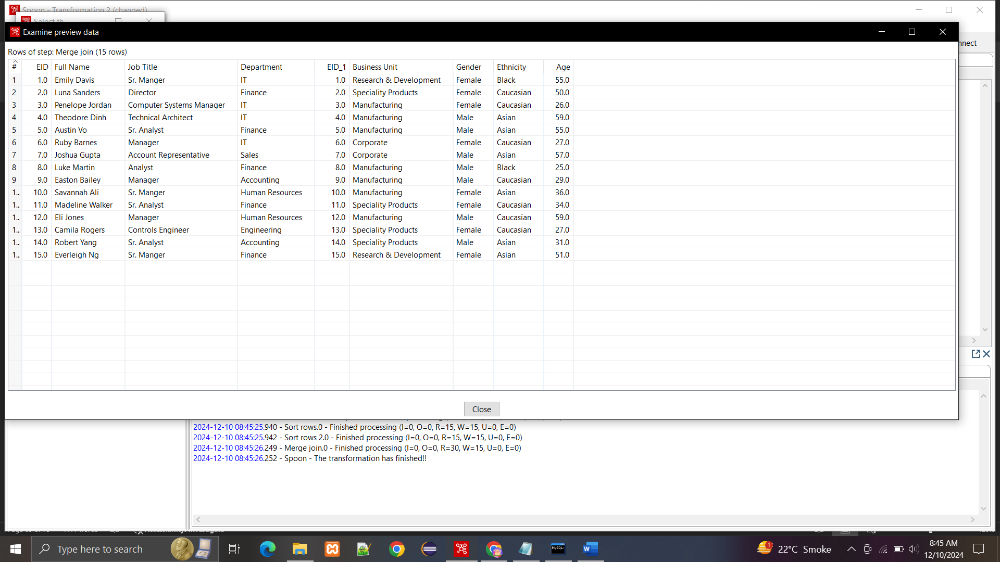 Spoon - Transformation 2 (changed)
Select th
Examine preview data
nnect
Rows of step: Merge join (15 rows)
# EID Full Name Job Title Department EID_1 Business Unit Gender Ethnicity Age
1 1.0 Emily Davis Sr. Manger IT 1.0 Research & Development Female Black 55.0
2 2.0 Luna Sanders Director Finance 2.0 Speciality Products Female Caucasian 50.0
3 3.0 Penelope Jordan Computer Systems Manager IT 3.0 Manufacturing Female Caucasian 26.0
4 4.0 Theodore Dinh Technical Architect IT 4.0 Manufacturing Male Asian 59.0
5 5.0 Austin Vo Sr. Analyst Finance 5.0 Manufacturing Male Asian 55.0
6 6.0 Ruby Barnes Manager IT 6.0 Corporate Female Caucasian 27.0
7 7.0 Joshua Gupta Account Representative Sales 7.0 Corporate Male Asian 57.0
8 8.0 Luke Martin Analyst Finance 8.0 Manufacturing Male Black 25.0
9 9.0 Easton Bailey Manager Accounting 9.0 Manufacturing Male Caucasian 29.0
1.. 10.0 Savannah Ali Sr. Manger Human Resources 10.0 Manufacturing Female Asian 36.0
1.. 11.0 Madeline Walker Sr. Analyst Finance 11.0 Speciality Products Female Caucasian 34.0
1.. 12.0 Eli Jones Manager Human Resources 12.0 Manufacturing Male Caucasian 59.0
1.. 13.0 Camila Rogers Controls Engineer Engineering 13.0 Speciality Products Female Caucasian 27.0
1.. 14.0 Robert Yang Sr. Analyst Accounting 14.0 Speciality Products Male Asian 31.0
1.. 15.0 Everleigh Ng Sr. Manger Finance 15.0 Research & Development Female Asian 51.0
Close
2024-12-10 08:45:25.940 - Sort rows.0 - Finished processing (I=0, O=0, R=15, W=15, U=0, E=0)
2024-12-10 08:45:25.942 - Sort rows 2.0 - Finished processing (I=0, O=0, R=15, W=15, U=0, E=0)
2024-12-10 08:45:26.249 - Merge join.0 - Finished processing (I=0, O=0, R=30, W=15, U=0, E=0)
2024-12-10 08:45:26.252 - Spoon - The transformation has finished!!
Type here to search
MySQL
W
1
22°C Smoke
8:45 AM
12/10/2024